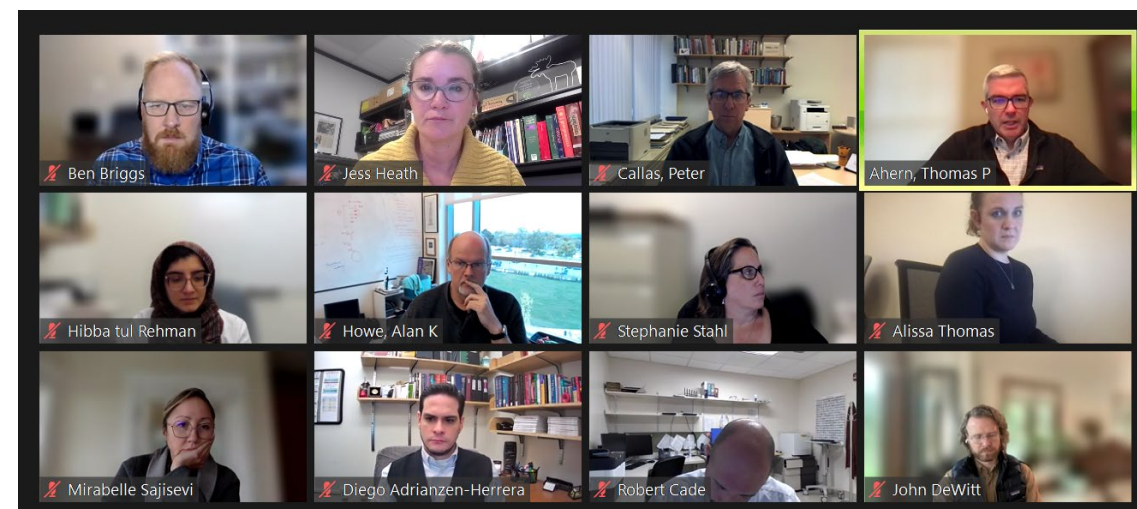 Ben Briggs
Jess Heath
Callas, Peter
Ahern, Thomas P
Hibba tul Rehman
Howe, Alan K
Stephanie Stahl
Alissa Thomas
Mirabelle Sajisevi
Diego Adrianzen-Herrera
Robert Cade
John DeWitt